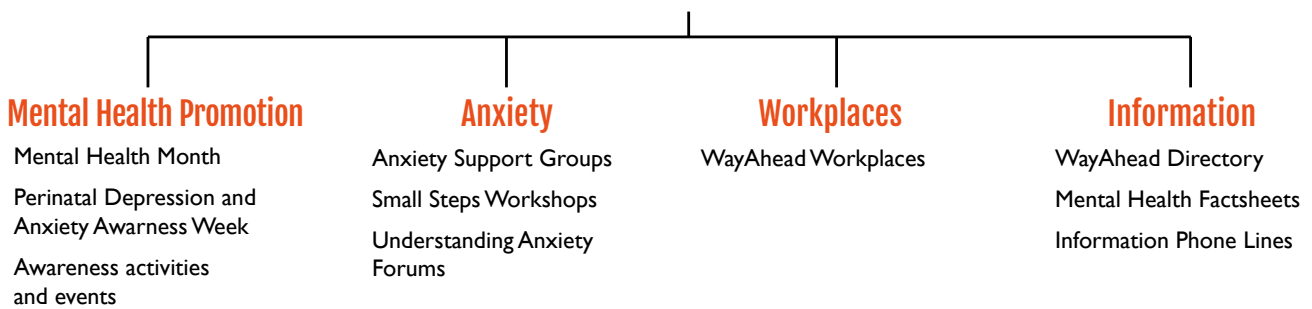 Mental Health Promotion
Mental Health Month
Perinatal Depression and
Anxiety Awarness Week
Awareness activities
and events
Anxiety
Anxiety Support Groups
Small Steps Workshops
Understanding Anxiety
Forums
Workplaces
WayAhead Workplaces
Information
WayAhead Directory
Mental Health Factsheets
Information Phone Lines